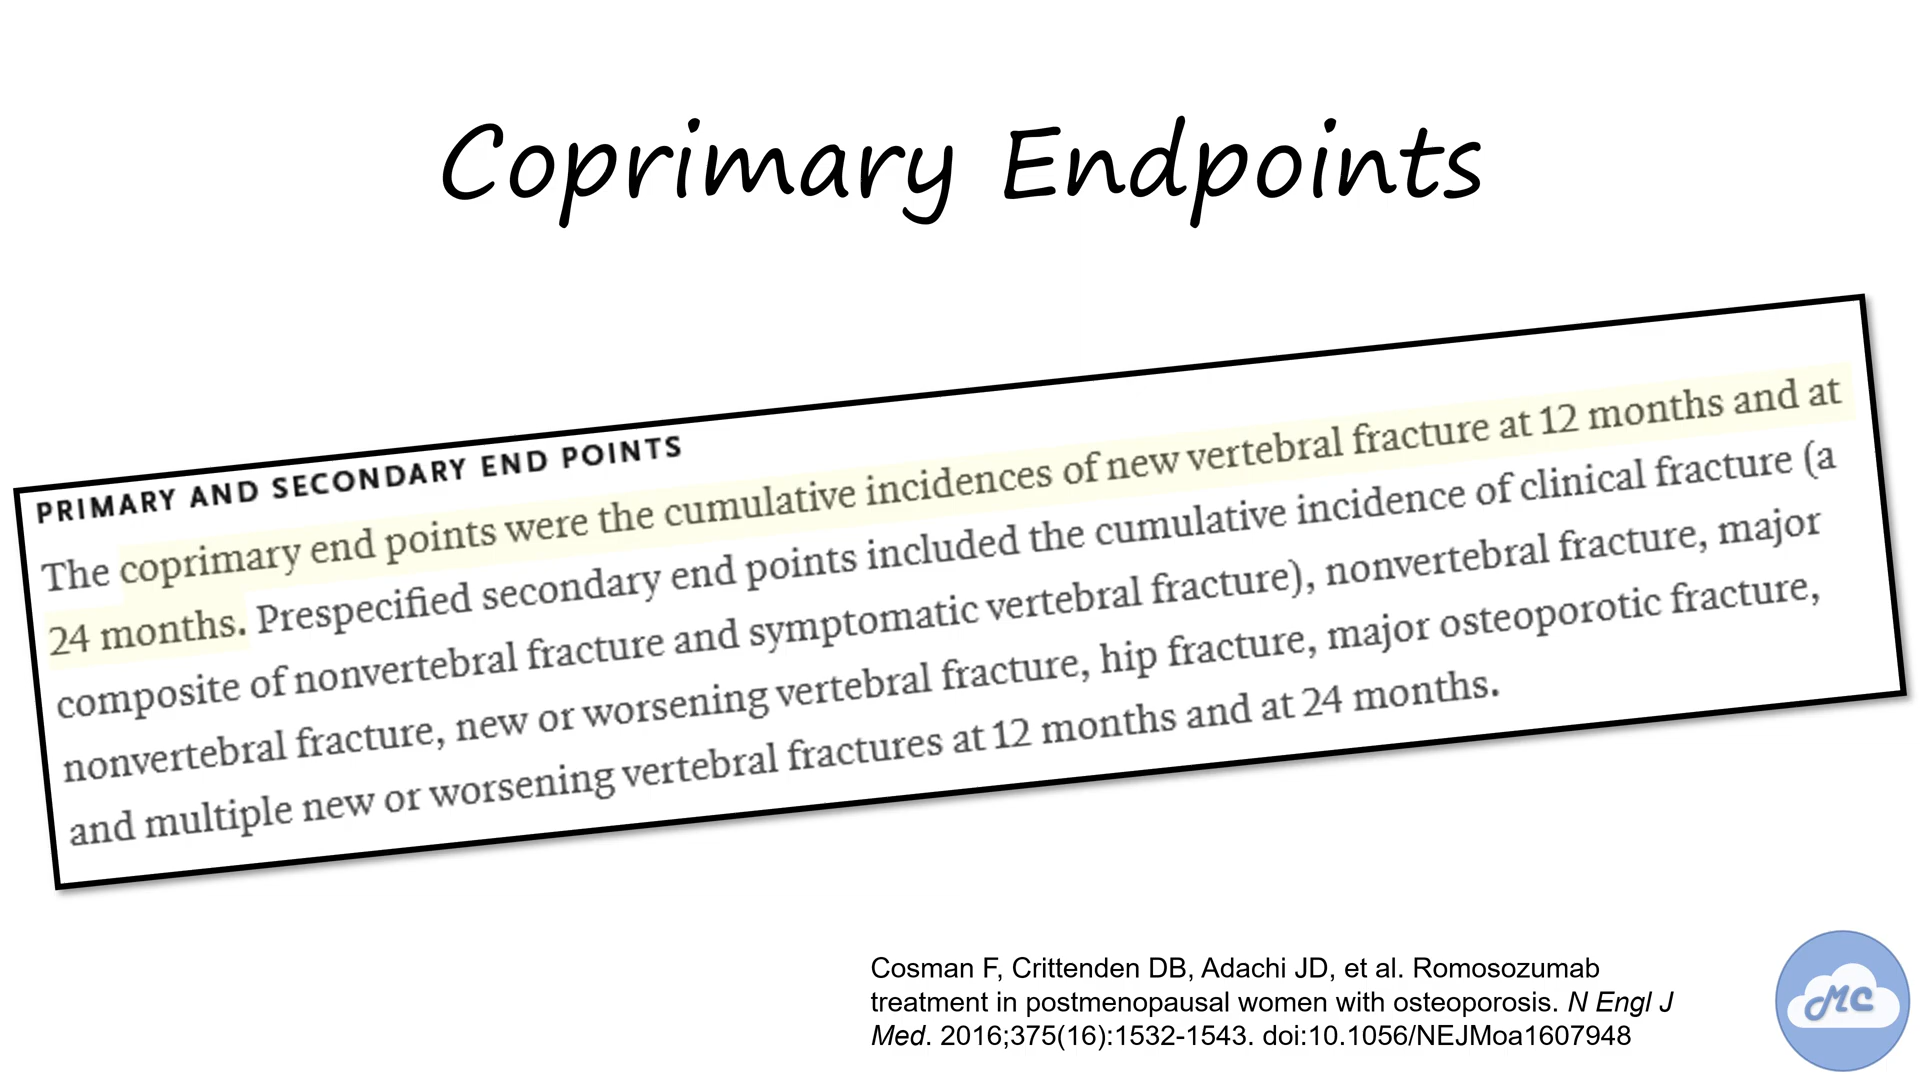 Coprimary Endpoints
PRIMARY AND SECONDARY END POINTS
The coprimary end points were the cumulative incidences of new vertebral fracture at 12 months and at
24 months. Prespecified secondary end points included the cumulative incidence of clinical fracture (a
composite of nonvertebral fracture and symptomatic vertebral fracture), nonvertebral fracture, major
nonvertebral fracture, new or worsening vertebral fracture, hip fracture, major osteoporotic fracture,
and multiple new or worsening vertebral fractures at 12 months and at 24 months.
Cosman F, Crittenden DB, Adachi JD, et al. Romosozumab
treatment in postmenopausal women with osteoporosis. N Engl J
Med. 2016;375(16):1532-1543. doi:10.1056/NEJMoa1607948
MC